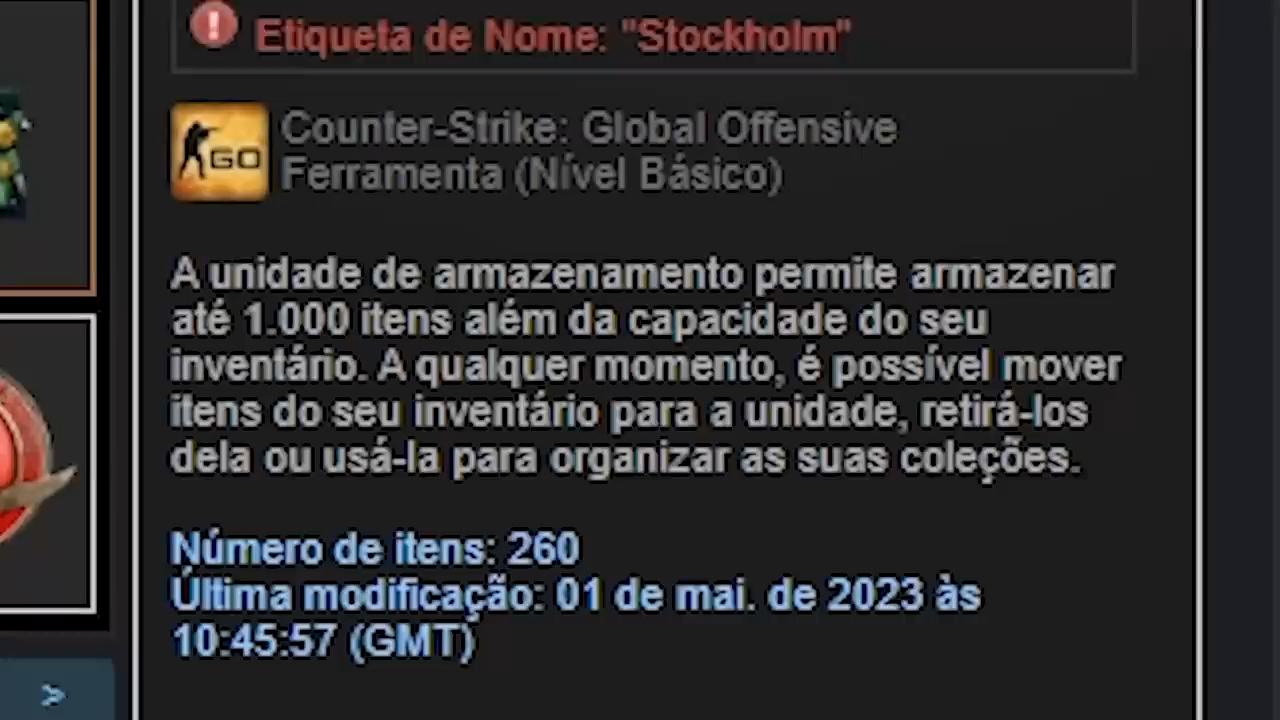 Etiqueta de Nome: "Stockholm"
GO
Counter-Strike: Global Offensive
Ferramenta (Nível Básico)
A unidade de armazenamento permite armazenar
até 1.000 itens além da capacidade do seu
inventário. A qualquer momento, é possível mover
itens do seu inventário para a unidade, retirá-los
dela ou usá-la para organizar as suas coleções.
Número de itens: 260
Última modificação: 01 de mai. de 2023 às
10:45:57 (GMT)
>